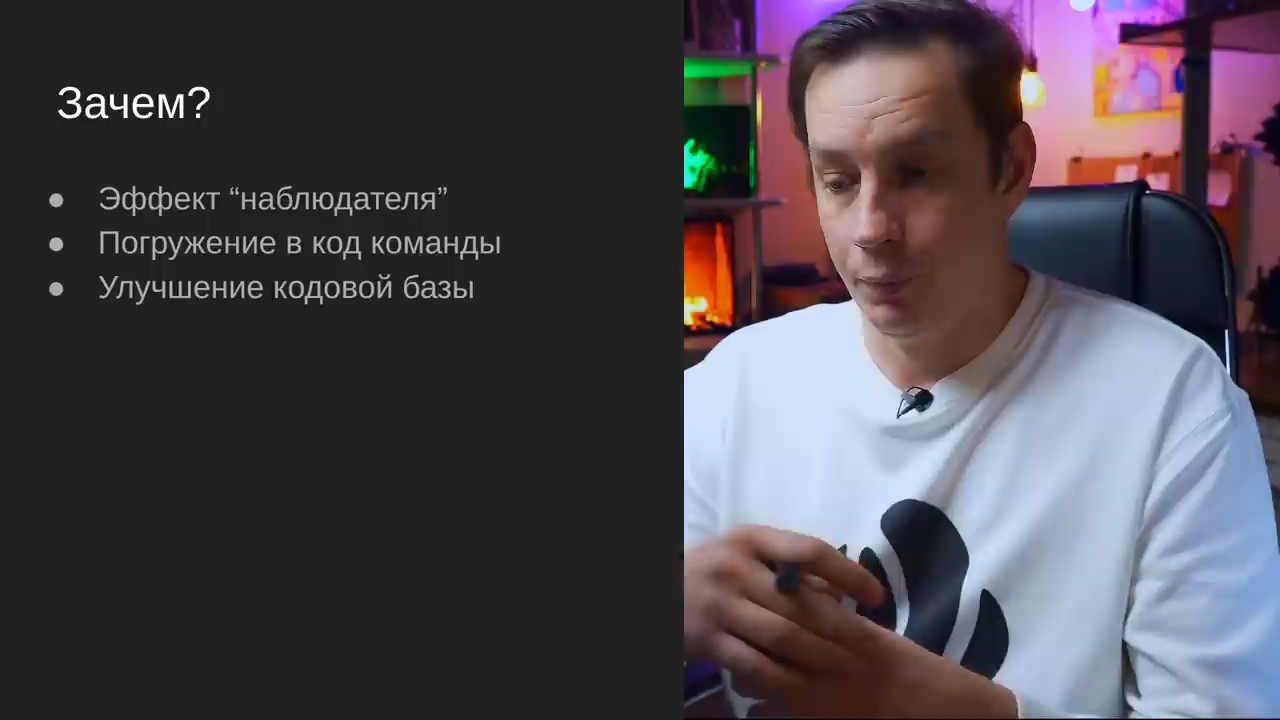 Зачем?
● Эффект “наблюдателя”
● Погружение в код команды
● Улучшение кодовой базы